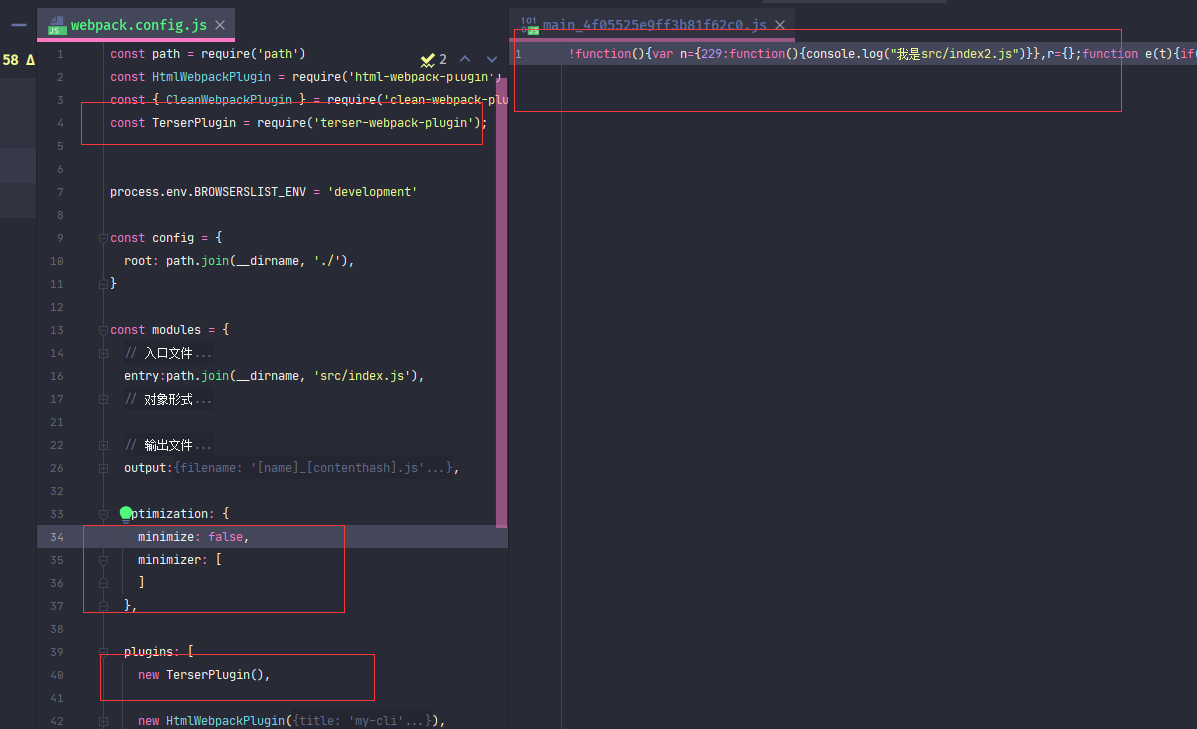 webpack.config.js
main_4f05525e9ff3b81f62c0.js
58
2
1 const path = require('path')
2 const HtmlWebpackPlugin = require('html-webpack-plugin')
3 const { CleanWebpackPlugin } = require('clean-webpack-plu
4 const TerserPlugin = require('terser-webpack-plugin');
5
6
7 process.env.BROWSERSLIST_ENV = 'development'
8
9 const config = {
10 root: path.join(__dirname, './'),
11 }
12
13 const modules = {
14 // 入口文件...
16 entry:path.join(__dirname, 'src/index.js'),
17 // 对象形式...
21
22 // 输出文件...
26 output:{filename: '[name]_[contenthash].js'...},
32
33 ptimization: {
34 minimize: false,
35 minimizer: [
36 ]
37 },
38
39 plugins: [
40 new TerserPlugin(),
41
42 new HtmlWebpackPlugin({title: 'my-cli'...}),
1 !function(){var n={229:function(){console.log("我是src/index2.js")}},r={};function e(t){if(